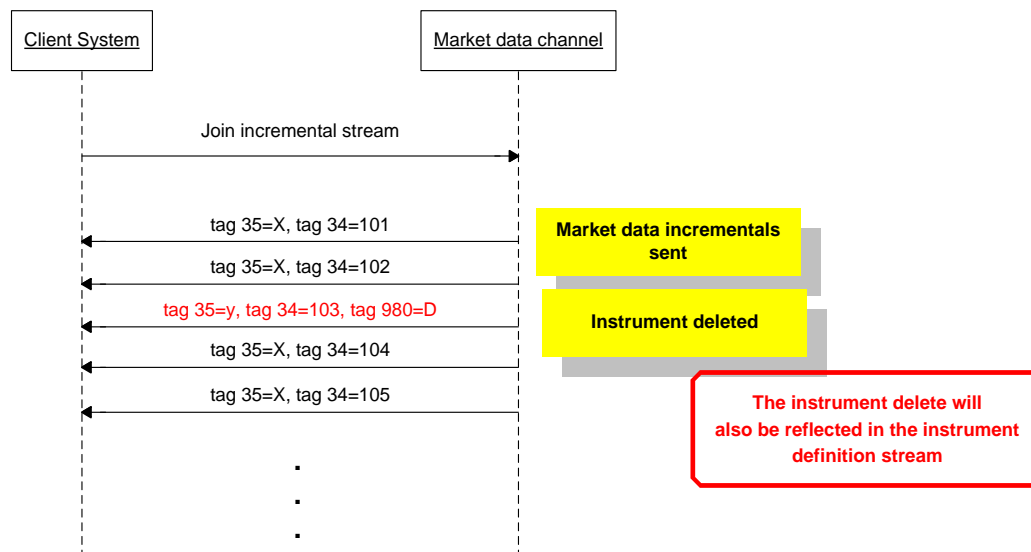 Client System
Market data channel
Join incremental stream
tag 35=X, tag 34=101
Market data incrementals
sent
tag 35=X, tag 34=102
tag 35=y, tag 34=103, tag 980=D
Instrument deleted
tag 35=X, tag 34=104
tag 35=X, tag 34=105
The instrument delete will
also be reflected in the instrument
definition stream
.
.
.